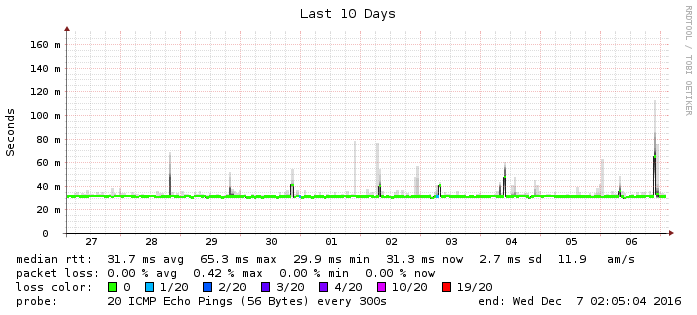 Last 10 Days
RRDTOOL / TOBI OETIKER
Seconds
160 m
140 m
120 m
100 m
80 m
60 m
40 m
20 m
0
27 28 29 30 01 02 03 04 05 06
median rtt: 31.7 ms avg 65.3 ms max 29.9 ms min 31.3 ms now 2.7 ms sd 11.9 am/s
packet loss: 0.00 % avg 0.42 % max 0.00 % min 0.00 % now
loss color: 0 1/20 2/20 3/20 4/20 10/20 19/20
probe: 20 ICMP Echo Pings (56 Bytes) every 300s end: Wed Dec 7 02:05:04 2016